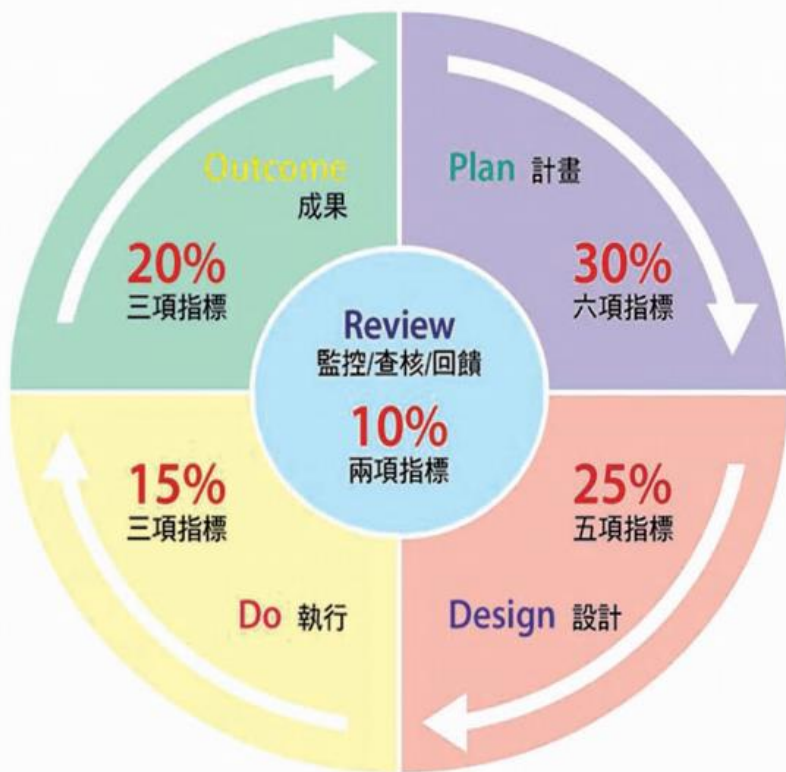 Outcome
成果
20%
三項指標
Plan 計畫
30%
六項指標
Review
監控/查核/回饋
10%
兩項指標
15%
三項指標
Do 執行
25%
五項指標
Design 設計